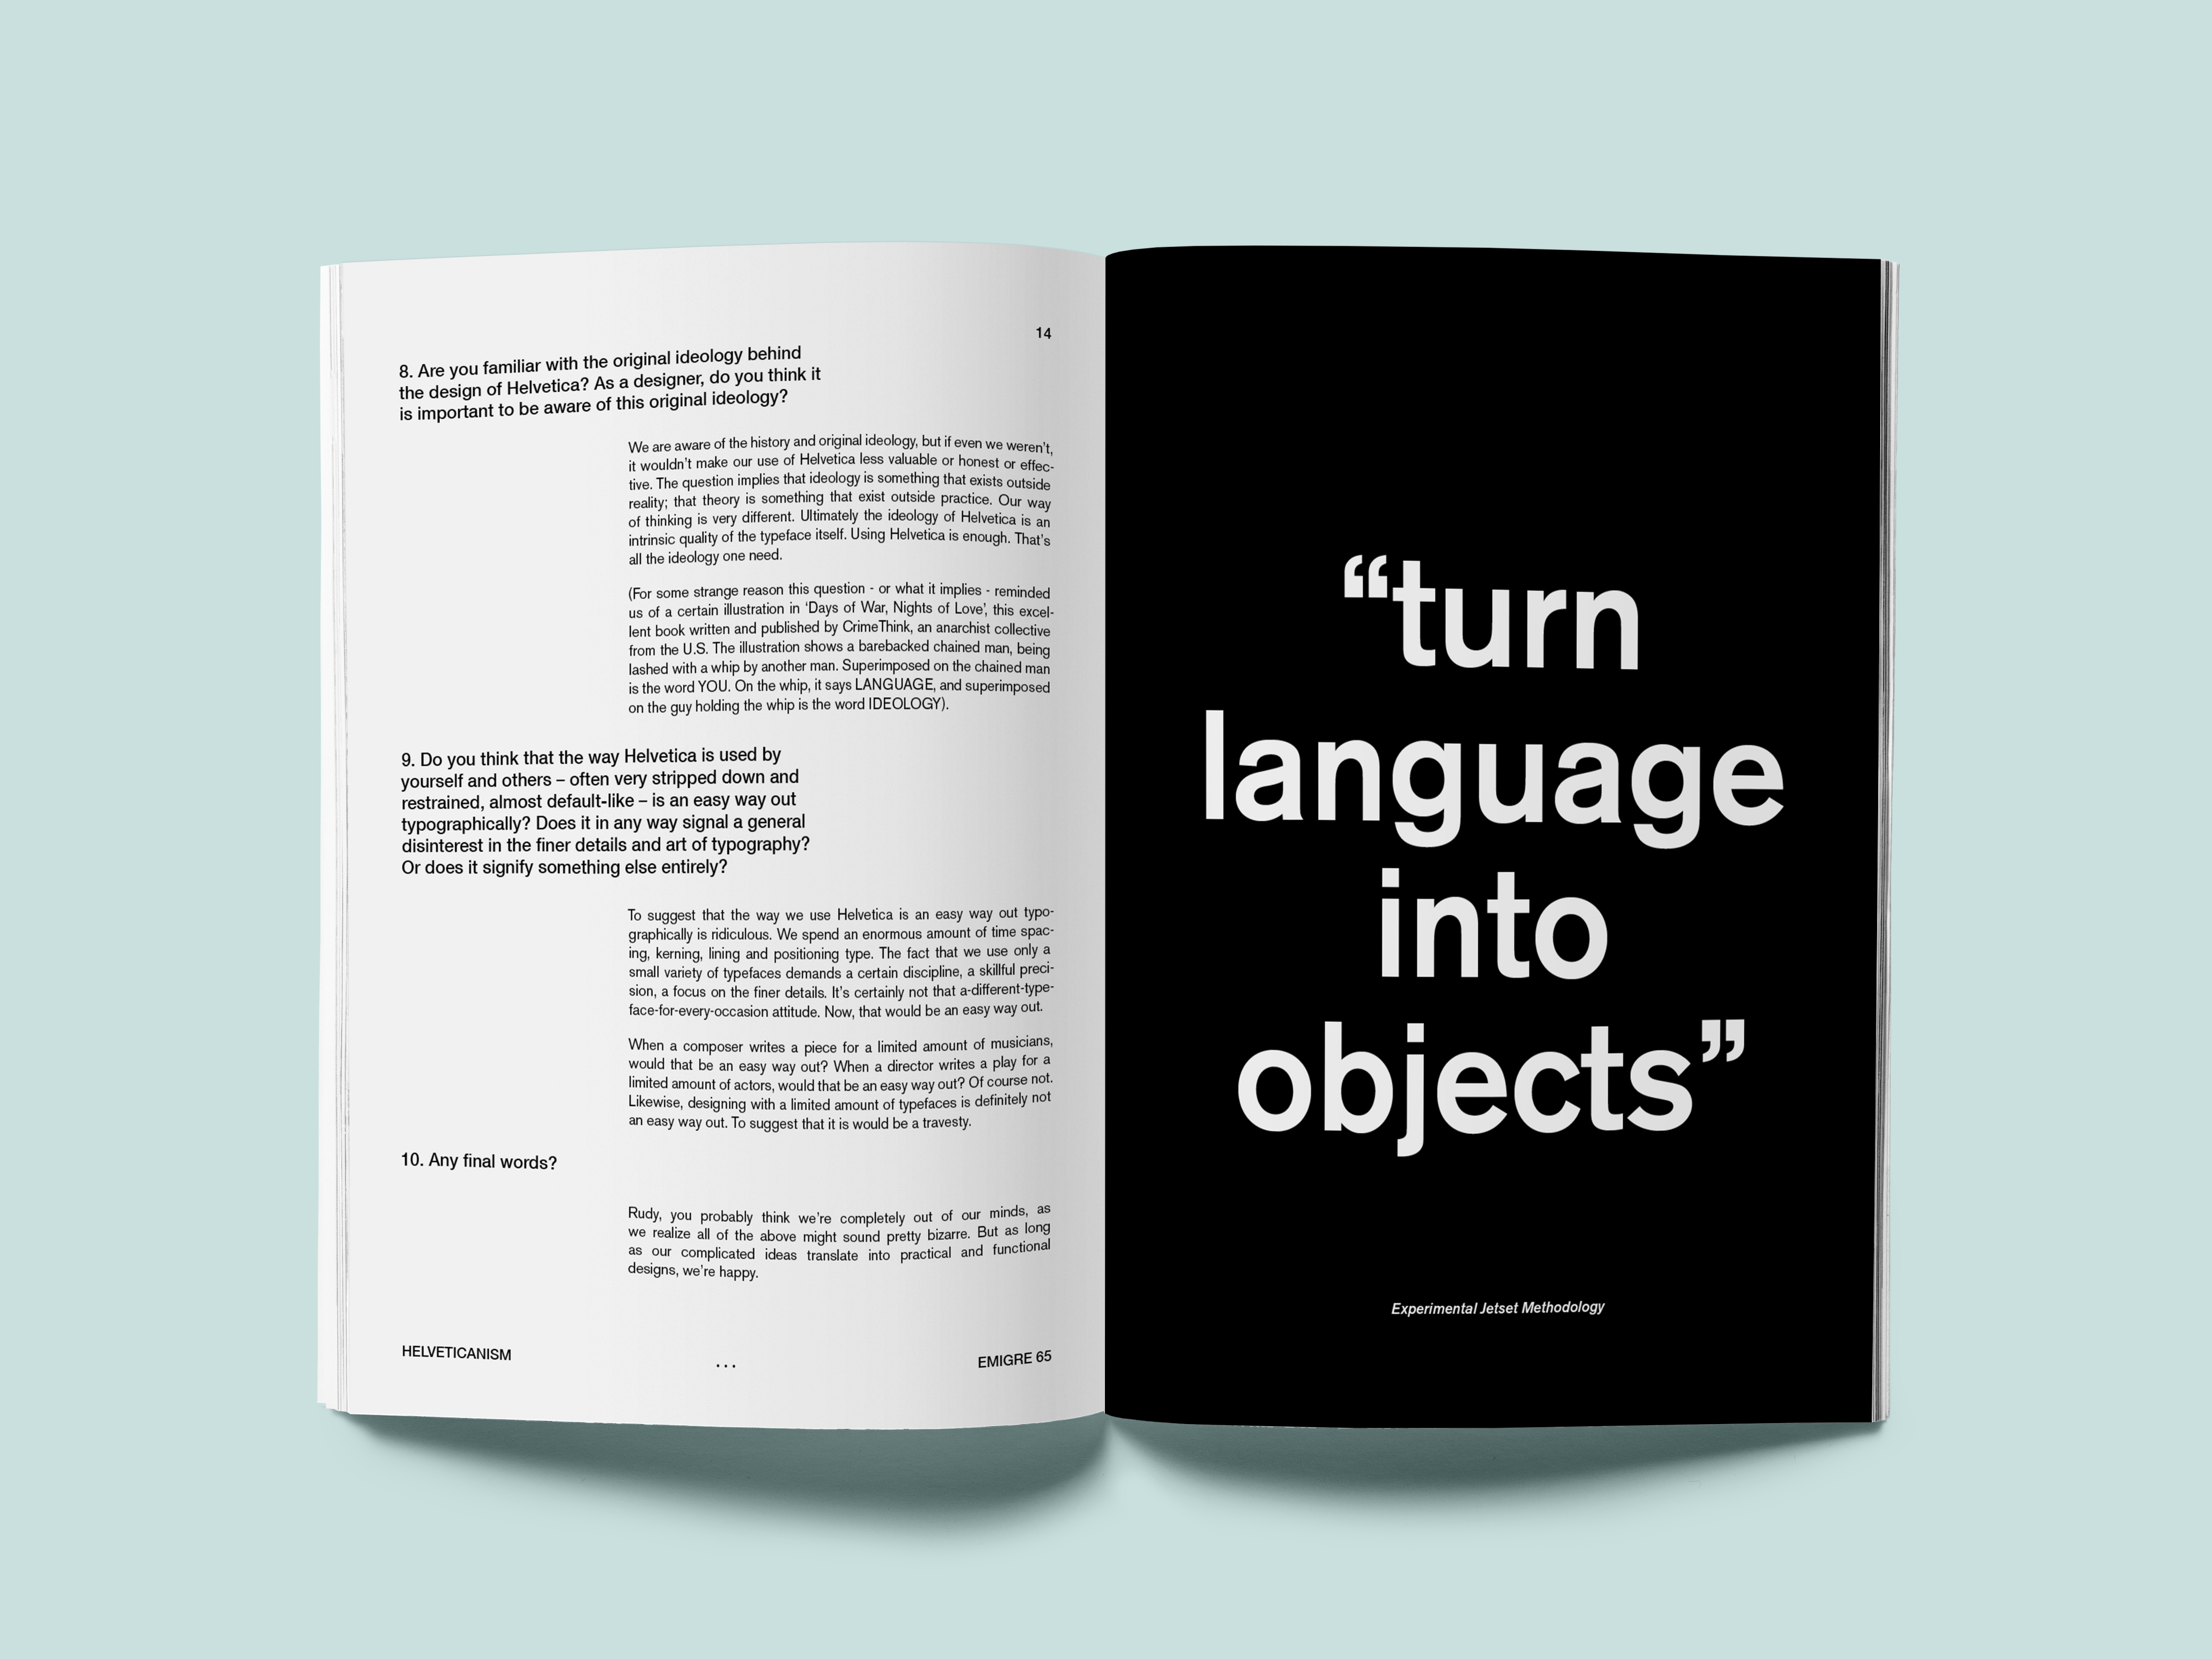 14
8. Are you familiar with the original ideology behind
the design of Helvetica? As a designer, do you think it
is important to be aware of this original ideology?
We are aware of the history and original ideology, but if even we weren’t,
it wouldn’t make our use of Helvetica less valuable or honest or effec-
tive. The question implies that ideology is something that exists outside
reality; that theory is something that exist outside practice. Our way
of thinking is very different. Ultimately the ideology of Helvetica is an
intrinsic quality of the typeface itself. Using Helvetica is enough. That’s
all the ideology one need.
(For some strange reason this question - or what it implies - reminded
us of a certain illustration in ‘Days of War, Nights of Love’, this excel-
lent book written and published by CrimeThink, an anarchist collective
from the U.S. The illustration shows a barebacked chained man, being
lashed with a whip by another man. Superimposed on the chained man
is the word YOU. On the whip, it says LANGUAGE, and superimposed
on the guy holding the whip is the word IDEOLOGY).
9. Do you think that the way Helvetica is used by
yourself and others – often very stripped down and
restrained, almost default-like – is an easy way out
typographically? Does it in any way signal a general
disinterest in the finer details and art of typography?
Or does it signify something else entirely?
To suggest that the way we use Helvetica is an easy way out typo-
graphically is ridiculous. We spend an enormous amount of time spac-
ing, kerning, lining and positioning type. The fact that we use only a
small variety of typefaces demands a certain discipline, a skillful preci-
sion, a focus on the finer details. It’s certainly not that a-different-type-
face-for-every-occasion attitude. Now, that would be an easy way out.
When a composer writes a piece for a limited amount of musicians,
would that be an easy way out? When a director writes a play for a
limited amount of actors, would that be an easy way out? Of course not.
Likewise, designing with a limited amount of typefaces is definitely not
an easy way out. To suggest that it is would be a travesty.
10. Any final words?
Rudy, you probably think we’re completely out of our minds, as
we realize all of the above might sound pretty bizarre. But as long
as our complicated ideas translate into practical and functional
designs, we’re happy.
HELVETICANISM
...
EMIGRE 65
“turn
language
into
objects”
Experimental Jetset Methodology